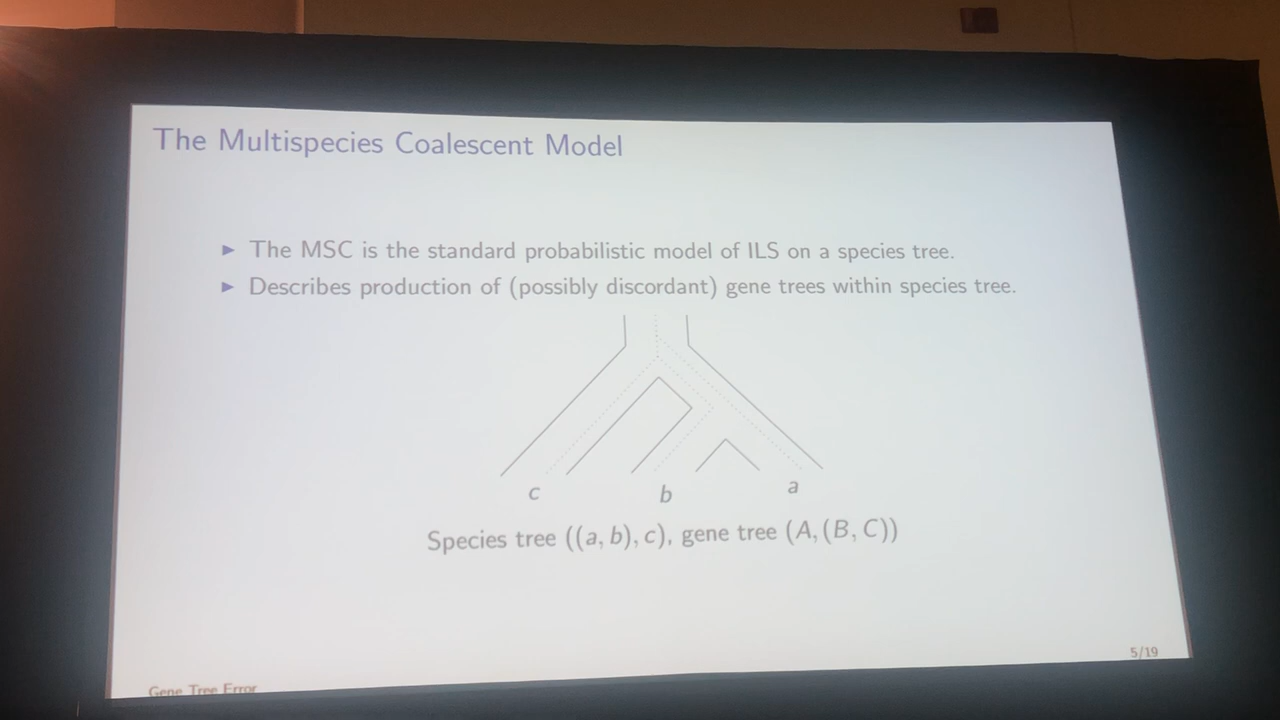 The Multispecies Coalescent Model
► The MSC is the standard probabilistic model of ILS on a species tree.
► Describes production of (possibly discordant) gene trees within species tree.
c b a
Species tree ((a, b), c), gene tree (A, (B, C))
5/19
Gene Tree Error